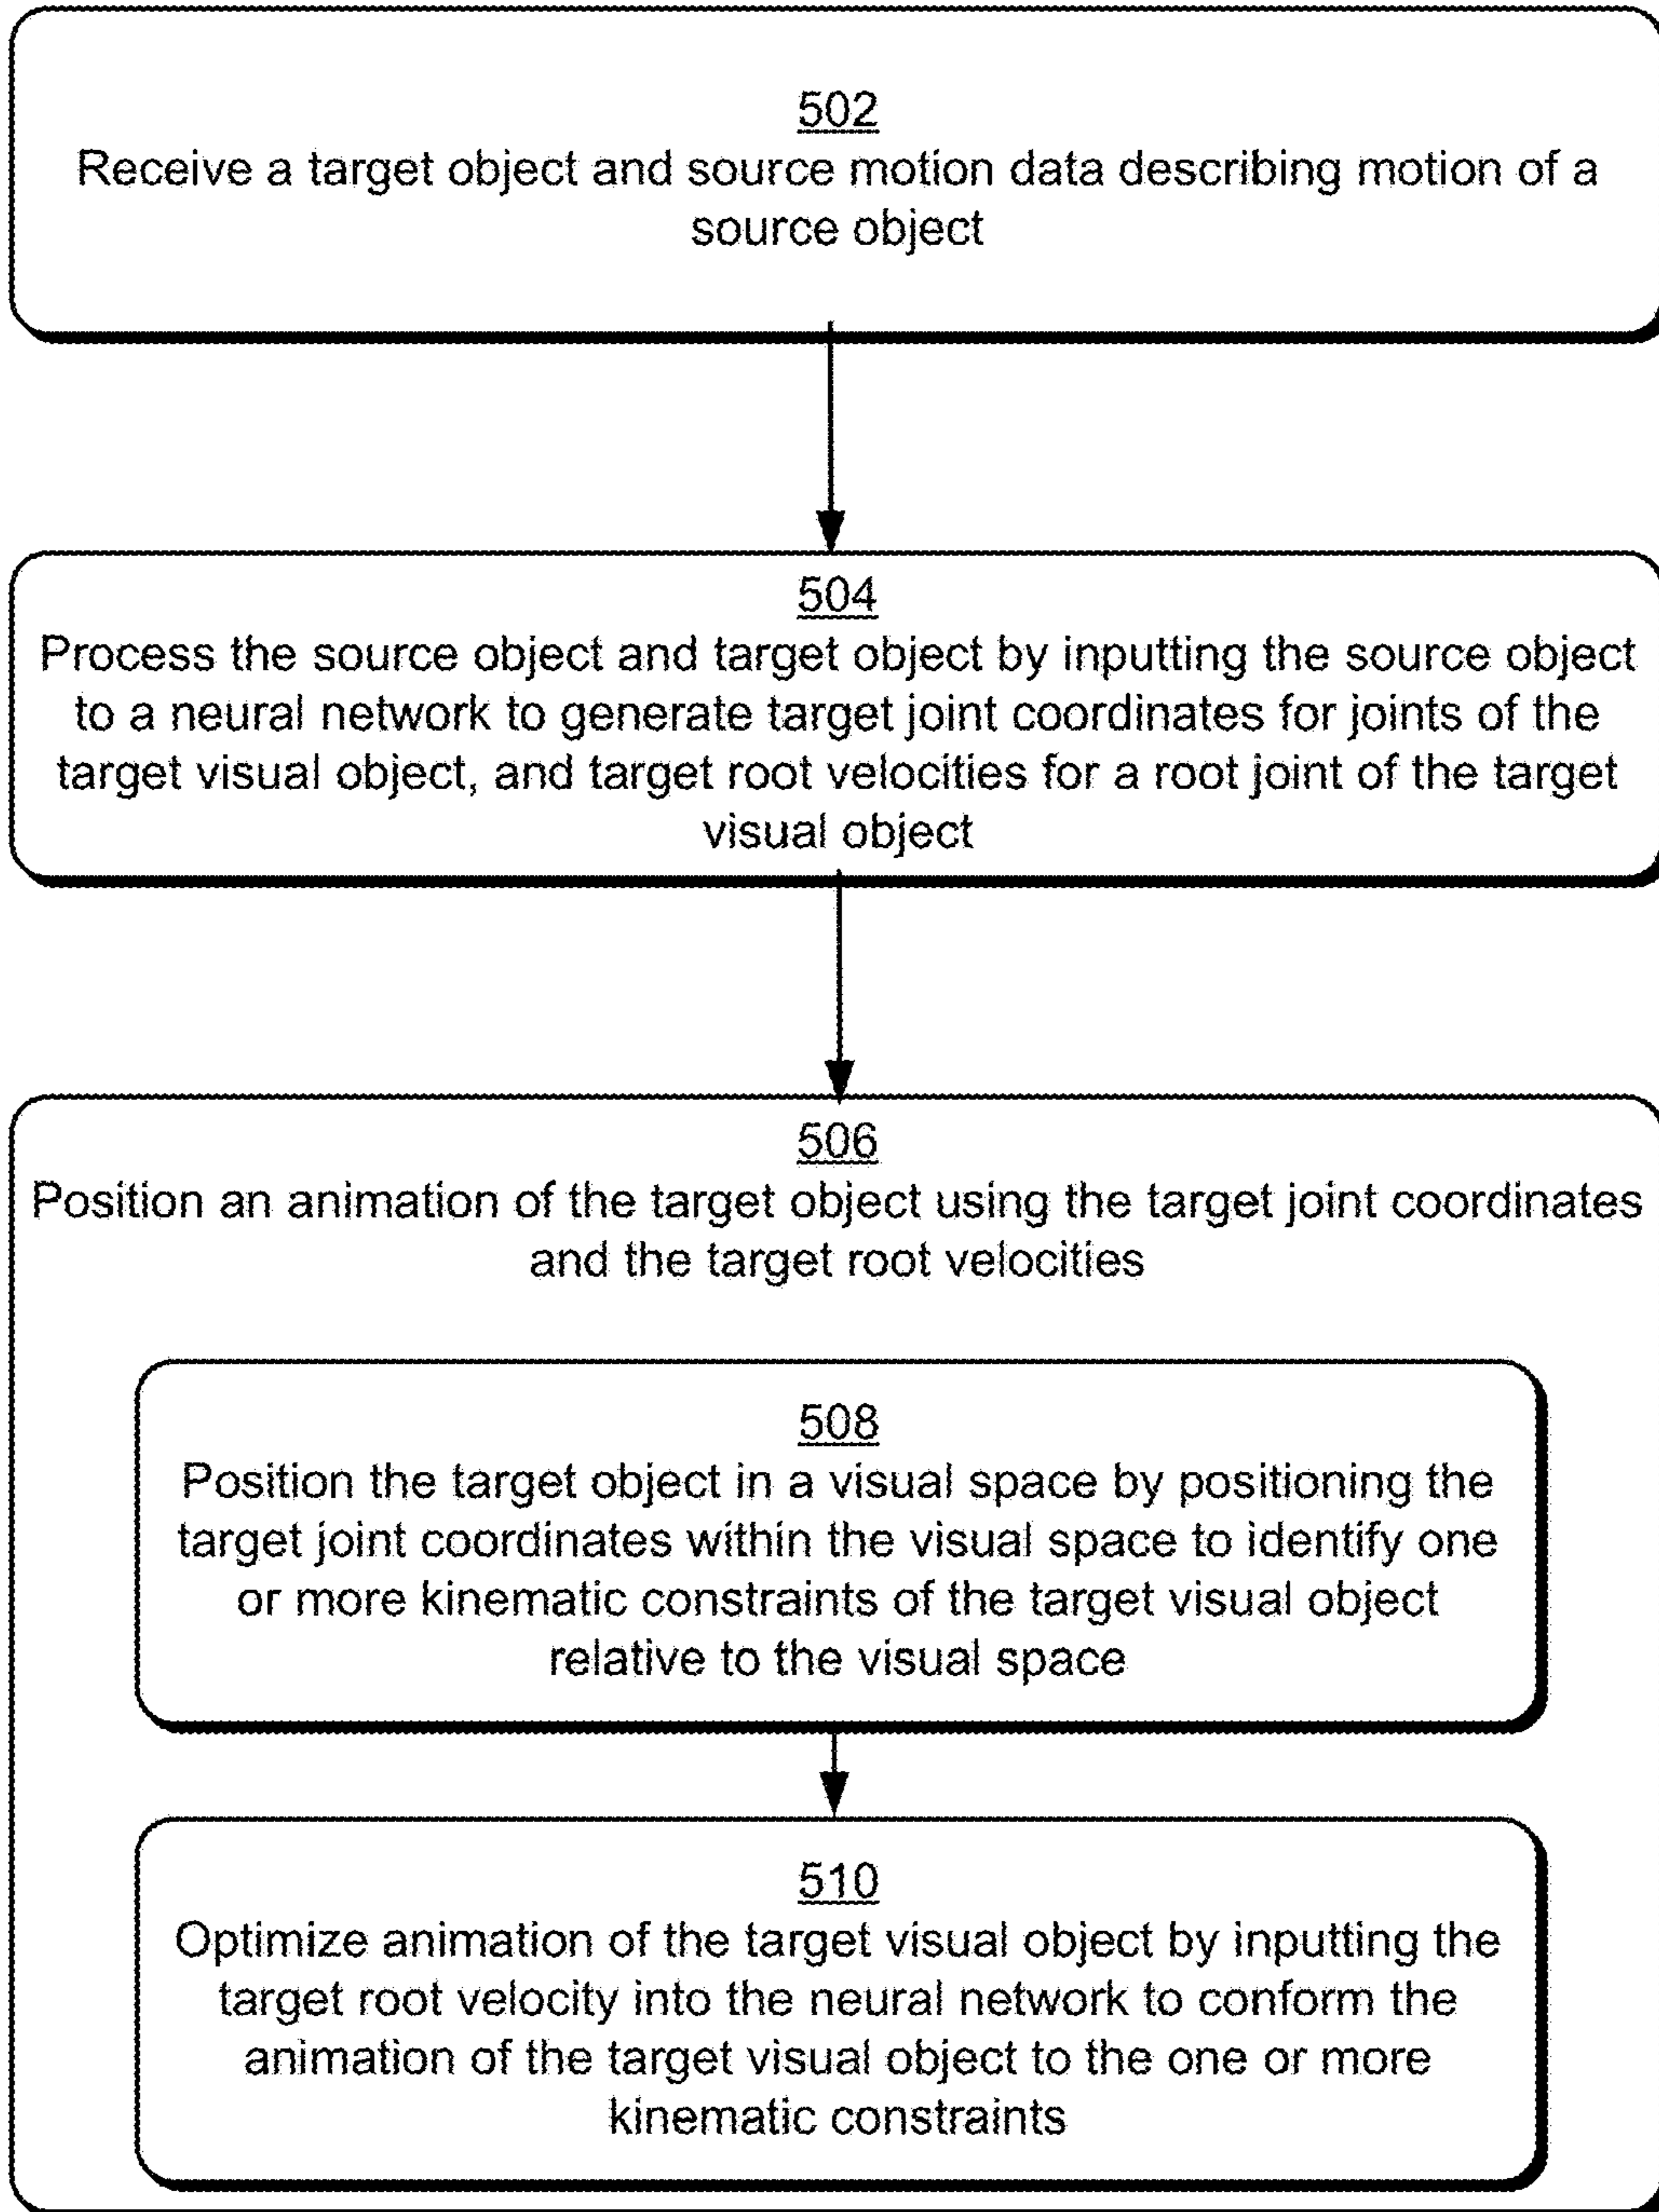 502
Receive a target object and source motion data describing motion of a
source object
504
Process the source object and target object by inputting the source object
to a neural network to generate target joint coordinates for joints of the
target visual object, and target root velocities for a root joint of the target
visual object
506
Position an animation of the target object using the target joint coordinates
and the target root velocities
508
Position the target object in a visual space by positioning the
target joint coordinates within the visual space to identify one
or more kinematic constraints of the target visual object
relative to the visual space
510
Optimize animation of the target visual object by inputting the
target root velocity into the neural network to conform the
animation of the target visual object to the one or more
kinematic constraints